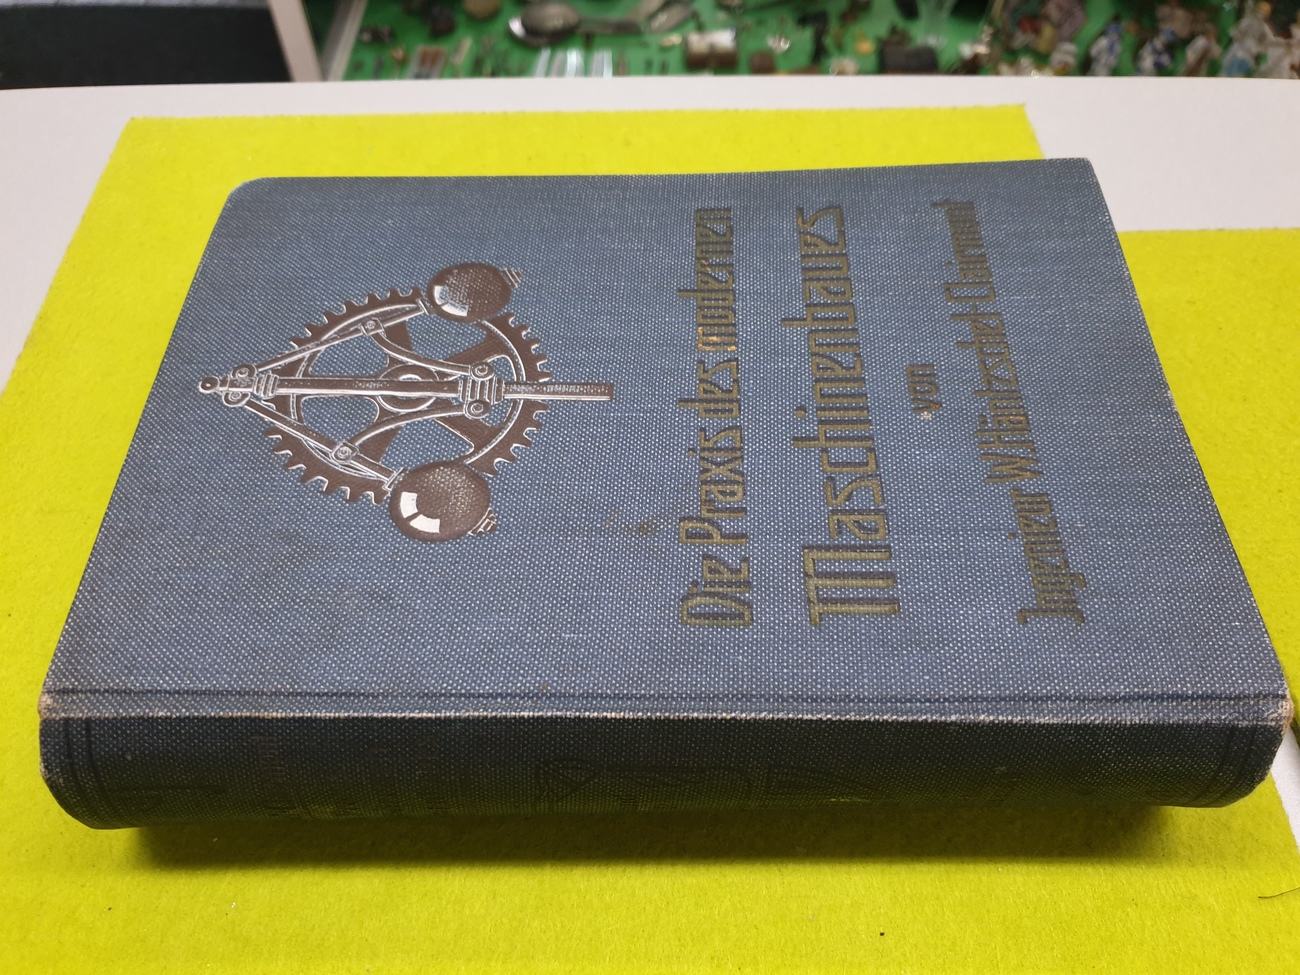 Die Praxis des modernen
Maschinenbaues
von
Ingenieur W. Häntzschel-Clairmont